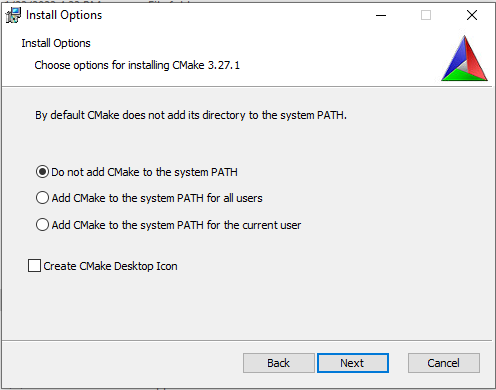 Install Options
Install Options
Choose options for installing CMake 3.27.1
By default CMake does not add its directory to the system PATH.
Do not add CMake to the system PATH
Add CMake to the system PATH for all users
Add CMake to the system PATH for the current user
Create CMake Desktop Icon
Back
Next
Cancel